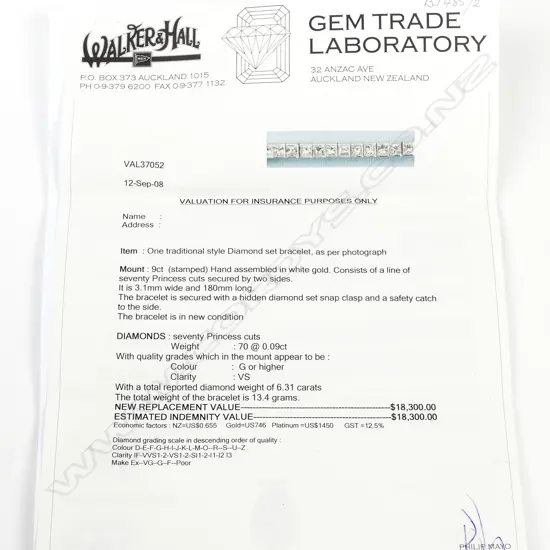 BJ485/2
WALKER & HALL
GEM TRADE
LABORATORY
P.O. BOX 373 AUCKLAND 1015
PH 0-9-379 6200 FAX 0-9-377 1132
32 ANZAC AVE
AUCKLAND NEW ZEALAND
VAL37052
12-Sep-08
VALUATION FOR INSURANCE PURPOSES ONLY
Name :
Address :
Item : One traditional style Diamond set bracelet, as per photograph
Mount : 9ct (stamped) Hand assembled in white gold. Consists of a line of
seventy Princess cuts secured by two sides.
It is 3.1mm wide and 180mm long.
The bracelet is secured with a hidden diamond set snap clasp and a safety catch
to the side.
The bracelet is in new condition
DIAMONDS : seventy Princess cuts
Weight : 70 @ 0.09ct
With quality grades which in the mount appear to be :
Colour : G or higher
Clarity : VS
With a total reported diamond weight of 6.31 carats
The total weight of the bracelet is 13.4 grams.
NEW REPLACEMENT VALUE----------$18,300.00
ESTIMATED INDEMNITY VALUE----------$18,300.00
Economic factors : NZ=US$0.655 Gold=US746 Platinum =US$1450 GST =12.5%
Diamond grading scale in descending order of quality :
Colour D-E-F-G-H-I-J-K-L-M-O--R--S--U--Z
Clarity IF-VVS1-2-VS1-2-SI1-2-I1-I2 I3
Make Ex--VG--G--F--Poor
PHILIP MAYO
WWW.CORDYS.CO.NZ